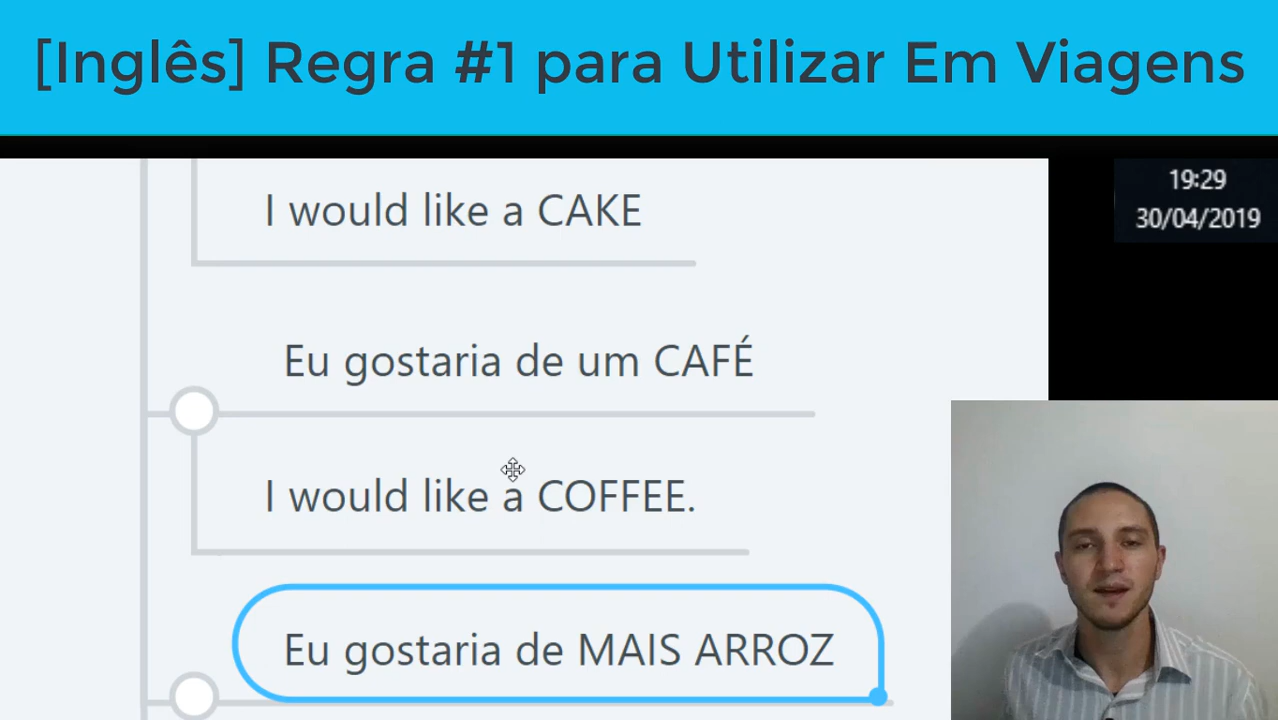 [Inglês] Regra #1 para Utilizar Em Viagens
19:29
30/04/2019
I would like a CAKE
Eu gostaria de um CAFÉ
I would like a COFFEE.
Eu gostaria de MAIS ARROZ